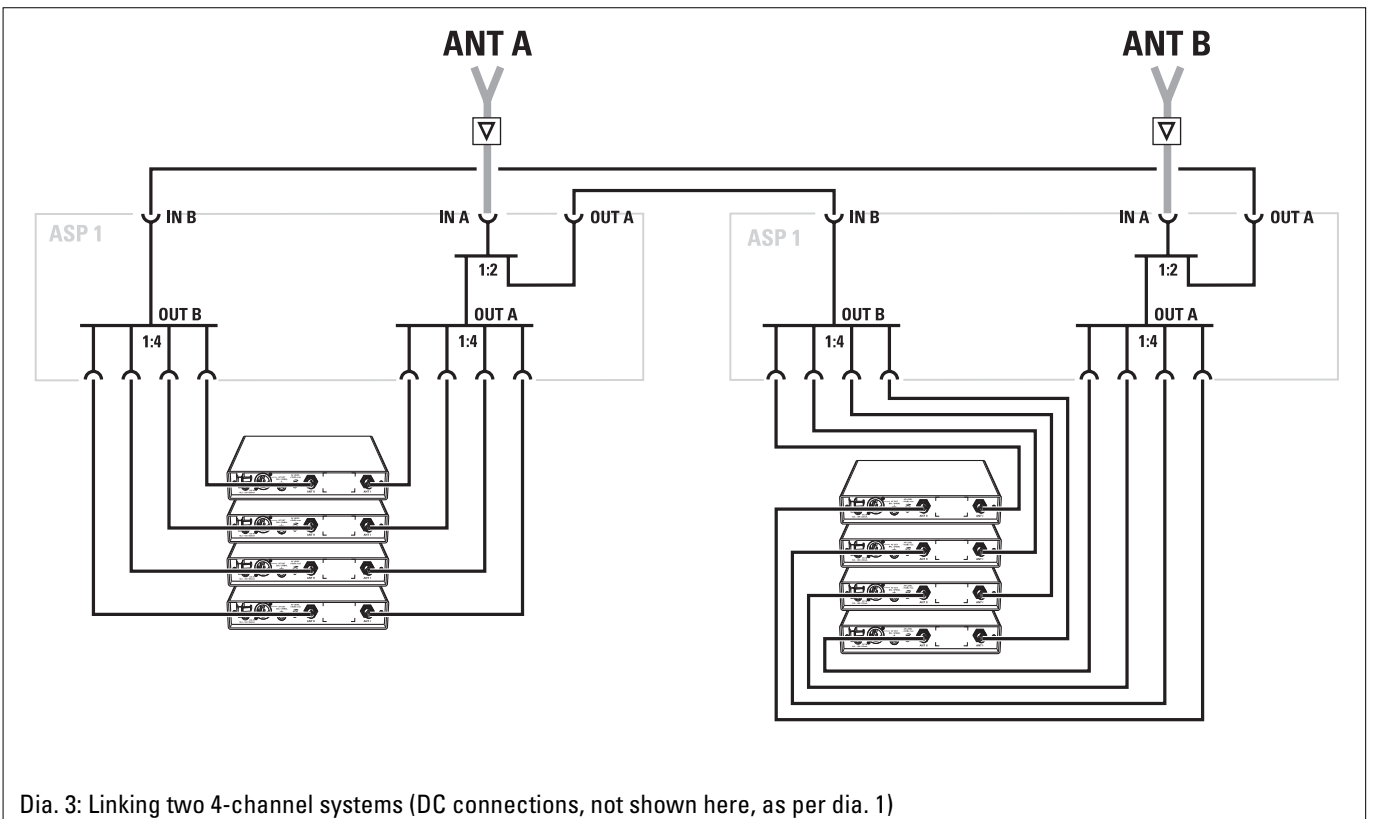 ANT A
ANT B
IN B
IN A
OUT A
IN B
IN A
OUT A
ASP 1
ASP 1
1:2
1:2
OUT B
OUT A
OUT B
OUT A
1:4
1:4
1:4
1:4
Dia. 3: Linking two 4-channel systems (DC connections, not shown here, as per dia. 1)